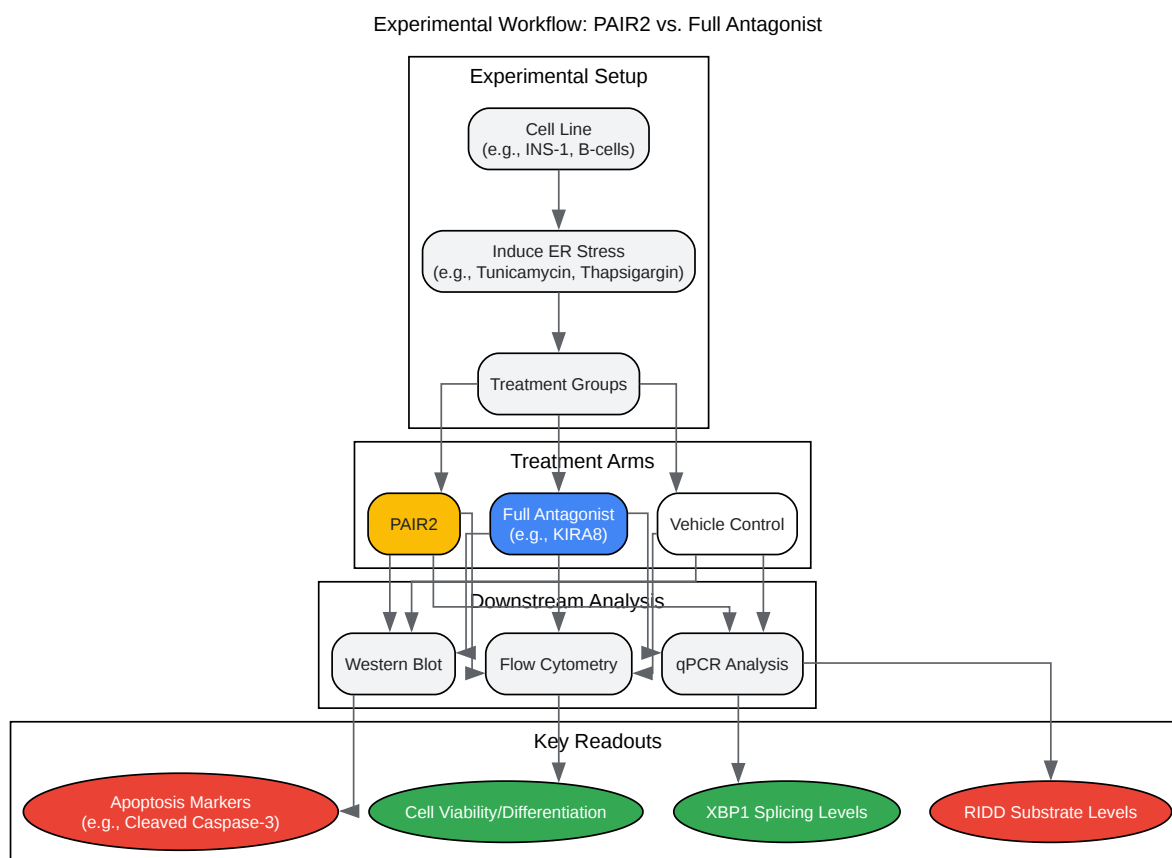 Experimental Workflow: PAIR2 vs. Full Antagonist
Experimental Setup
Cell Line
(e.g., INS-1, B-cells)
Induce ER Stress
(e.g., Tunicamycin, Thapsigargin)
Treatment Groups
Treatment Arms
PAIR2
Full Antagonist
(e.g., KIRA8)
Vehicle Control
Downstream Analysis
Western Blot
Flow Cytometry
qPCR Analysis
Key Readouts
Apoptosis Markers
(e.g., Cleaved Caspase-3)
Cell Viability/Differentiation
XBP1 Splicing Levels
RIDD Substrate Levels